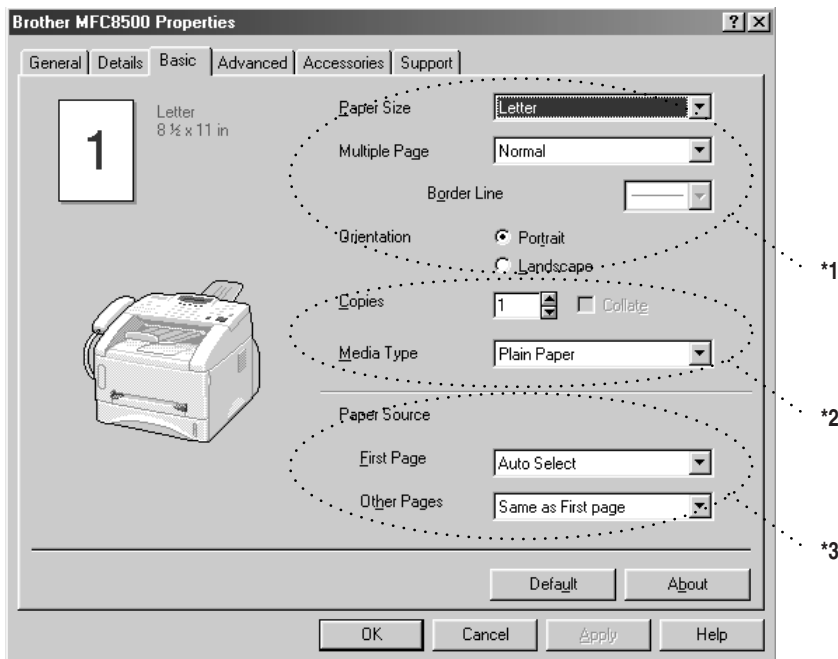 Brother MFC8500 Properties
General Details Basic Advanced Accessories Support
1
Letter
8 ½ x 11 in
Paper Size Letter
Multiple Page Normal
Border Line
Orientation Portrait
Landscape
*1
Copies 1 Collate
Media Type Plain Paper
*2
Paper Source
First Page Auto Select
Other Pages Same as First page
*3
Default About
OK Cancel Apply Help